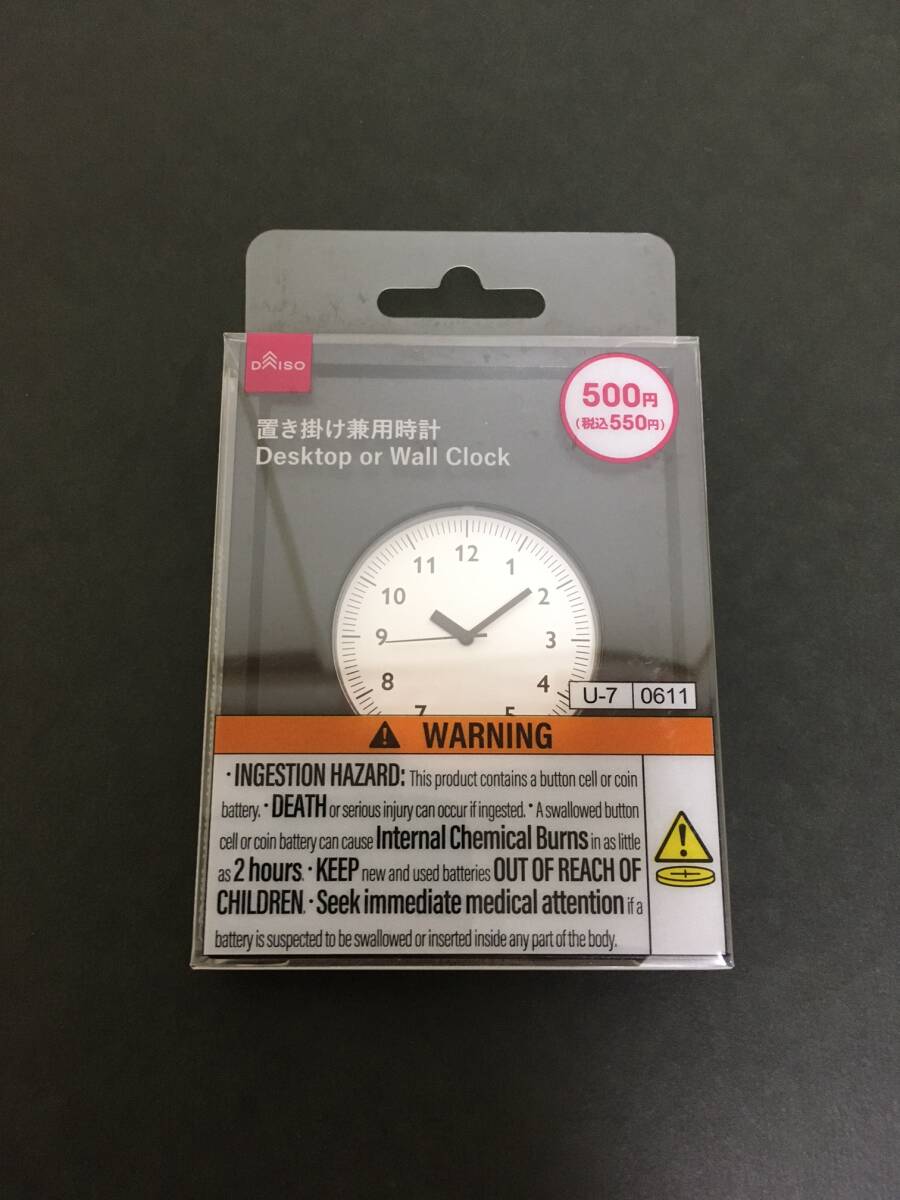 DAISO
500円
(税込550円)
置き掛け兼用時計
Desktop or Wall Clock
12
11
1
10
2
9
3
8
4
7
5
U-7 0611
WARNING
・INGESTION HAZARD: This product contains a button cell or coin
battery. ・DEATH or serious injury can occur if ingested. ・A swallowed button
cell or coin battery can cause Internal Chemical Burns in as little
as 2 hours. ・KEEP new and used batteries OUT OF REACH OF
CHILDREN. ・Seek immediate medical attention if a
battery is suspected to be swallowed or inserted inside any part of the body.